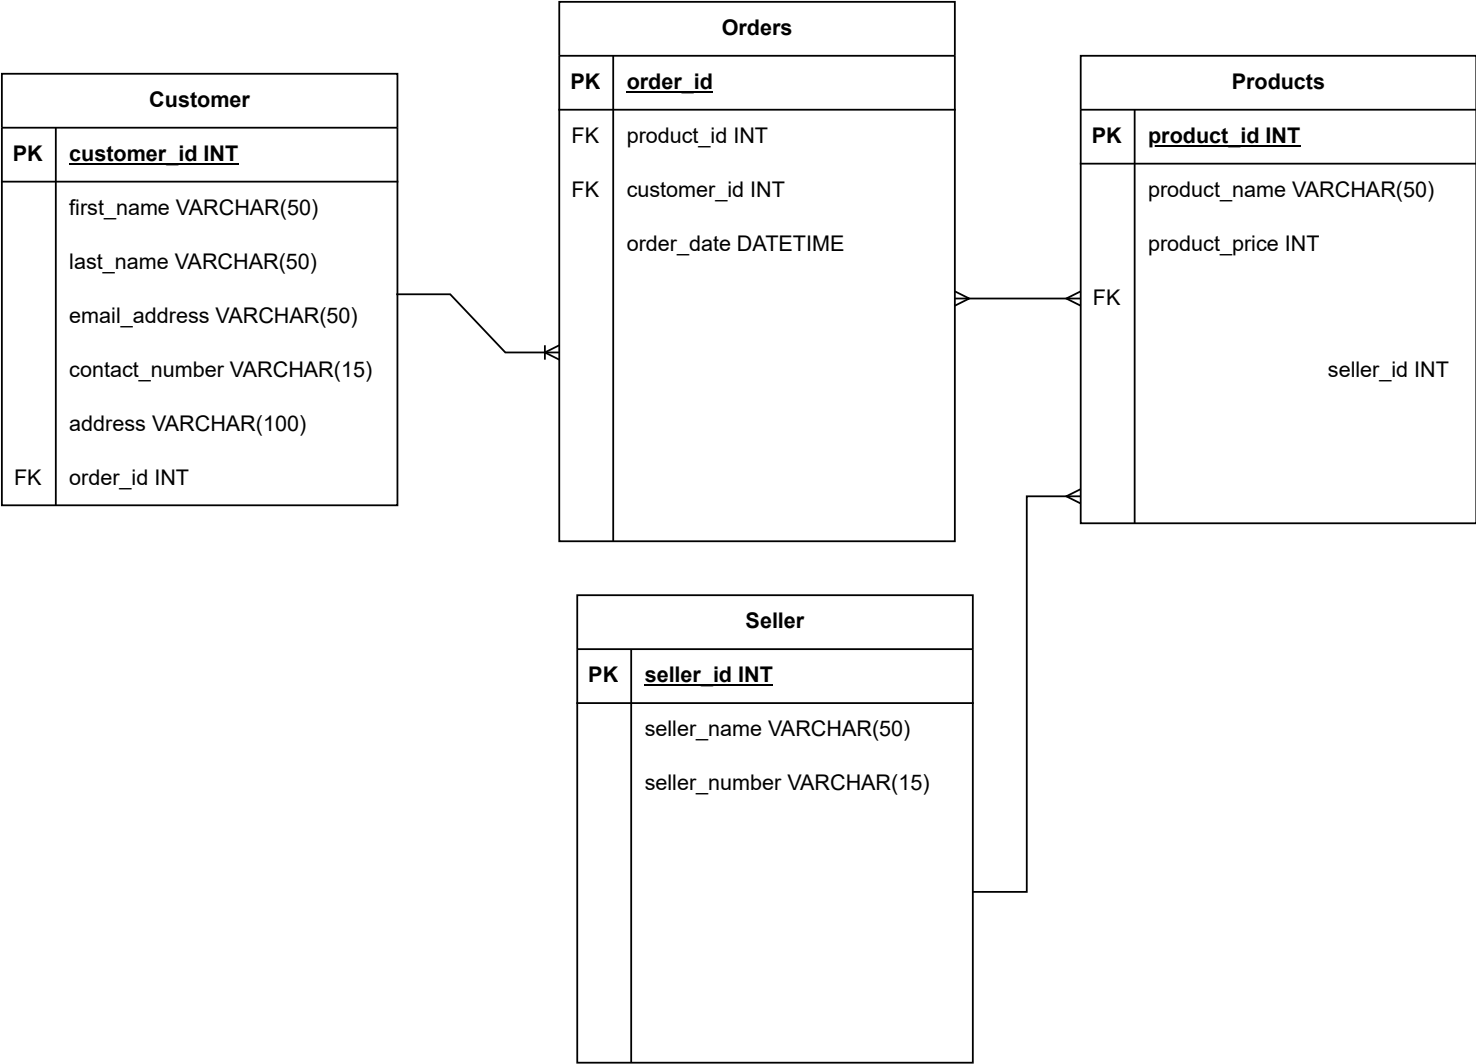 Customer
PK customer_id INT
first_name VARCHAR(50)
last_name VARCHAR(50)
email_address VARCHAR(50)
contact_number VARCHAR(15)
address VARCHAR(100)
FK order_id INT
Orders
PK order_id
FK product_id INT
FK customer_id INT
order_date DATETIME
Products
PK product_id INT
product_name VARCHAR(50)
product_price INT
FK
seller_id INT
Seller
PK seller_id INT
seller_name VARCHAR(50)
seller_number VARCHAR(15)